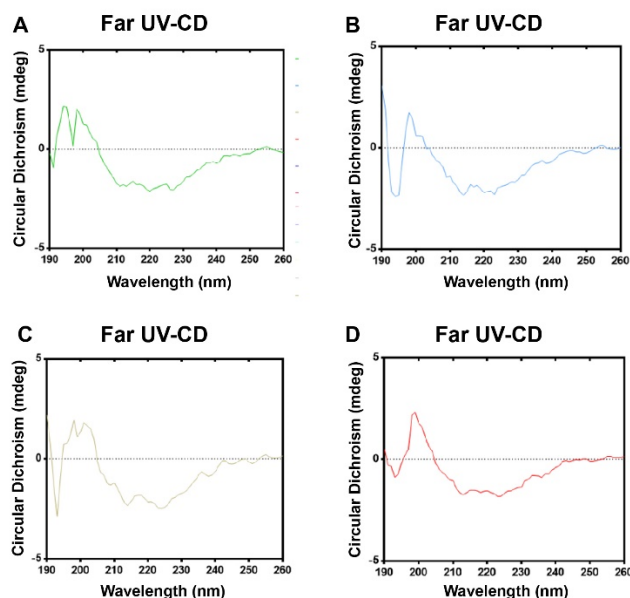 A
Far UV-CD
Circular Dichroism (mdeg)
5
0
-5
190 200 210 220 230 240 250 260
Wavelength (nm)
B
Far UV-CD
Circular Dichroism (mdeg)
5
0
-5
190 200 210 220 230 240 250 260
Wavelength (nm)
C
Far UV-CD
Circular Dichroism (mdeg)
5
0
-5
190 200 210 220 230 240 250 260
Wavelength (nm)
D
Far UV-CD
Circular Dichroism (mdeg)
5
0
-5
190 200 210 220 230 240 250 260
Wavelength (nm)